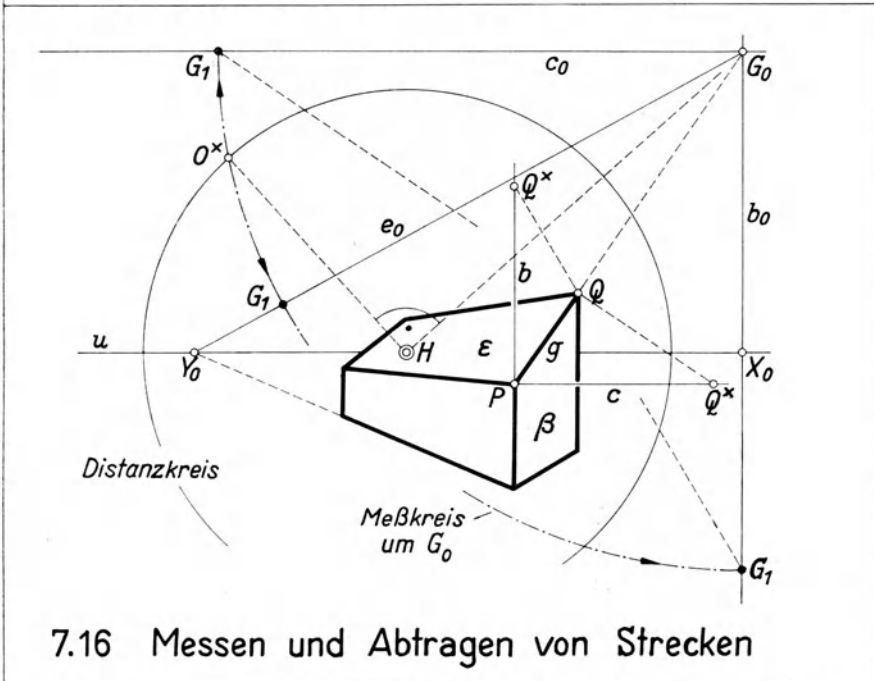 G₁
c₀
G₀
O×
Q×
b₀
e₀
b
G₁
Q
u
ε
g
Y₀
H
X₀
P
c
Q×
β
Distanzkreis
Meßkreis
um G₀
G₁
7.16 Messen und Abtragen von Strecken